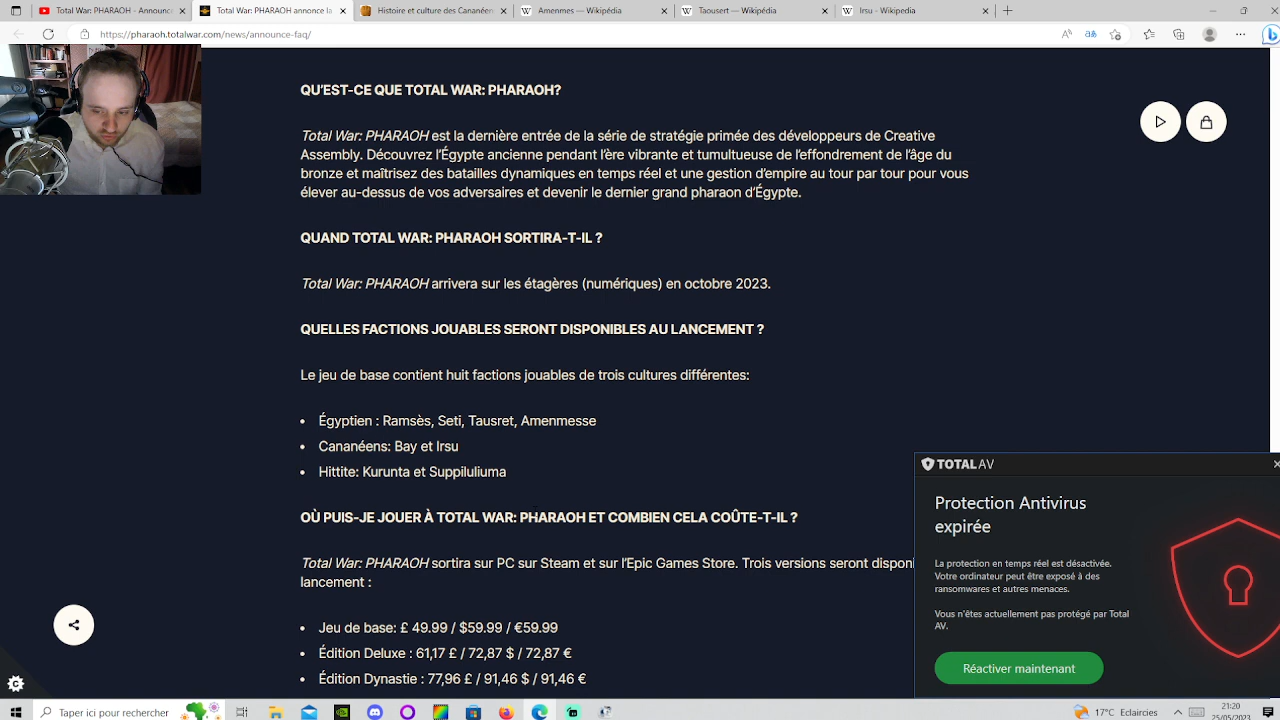 Total War: PHARAOH - Announc
Total War: PHARAOH annonce la
Histoire et culture des Cananéen
Amenmes — Wikipédia
Taousert — Wikipédia
Irsu - Wikipedia
https://pharaoh.totalwar.com/news/announce-faq/
QU'EST-CE QUE TOTAL WAR: PHARAOH?
Total War: PHARAOH est la dernière entrée de la série de stratégie primée des développeurs de Creative
Assembly. Découvrez l'Égypte ancienne pendant l'ère vibrante et tumultueuse de l'effondrement de l'âge du
bronze et maîtrisez des batailles dynamiques en temps réel et une gestion d'empire au tour par tour pour vous
élever au-dessus de vos adversaires et devenir le dernier grand pharaon d'Égypte.
QUAND TOTAL WAR: PHARAOH SORTIRA-T-IL ?
Total War: PHARAOH arrivera sur les étagères (numériques) en octobre 2023.
QUELLES FACTIONS JOUABLES SERONT DISPONIBLES AU LANCEMENT ?
Le jeu de base contient huit factions jouables de trois cultures différentes:
• Égyptien : Ramsès, Seti, Tausret, Amenmesse
• Cananéens: Bay et Irsu
• Hittite: Kurunta et Suppiluliuma
OÙ PUIS-JE JOUER À TOTAL WAR: PHARAOH ET COMBIEN CELA COÛTE-T-IL ?
Total War: PHARAOH sortira sur PC sur Steam et sur l'Epic Games Store. Trois versions seront disponi
lancement :
• Jeu de base: £ 49.99 / $59.99 / €59.99
• Édition Deluxe : 61,17 £ / 72,87 $ / 72,87 €
• Édition Dynastie : 77,96 £ / 91,46 $ / 91,46 €
TOTAL AV
Protection Antivirus
expirée
La protection en temps réel est désactivée.
Votre ordinateur peut être exposé à des
ransomwares et autres menaces.
Vous n'êtes actuellement pas protégé par Total
AV.
Réactiver maintenant
Taper ici pour rechercher
17°C Eclaircies
21:20
25/05/2023